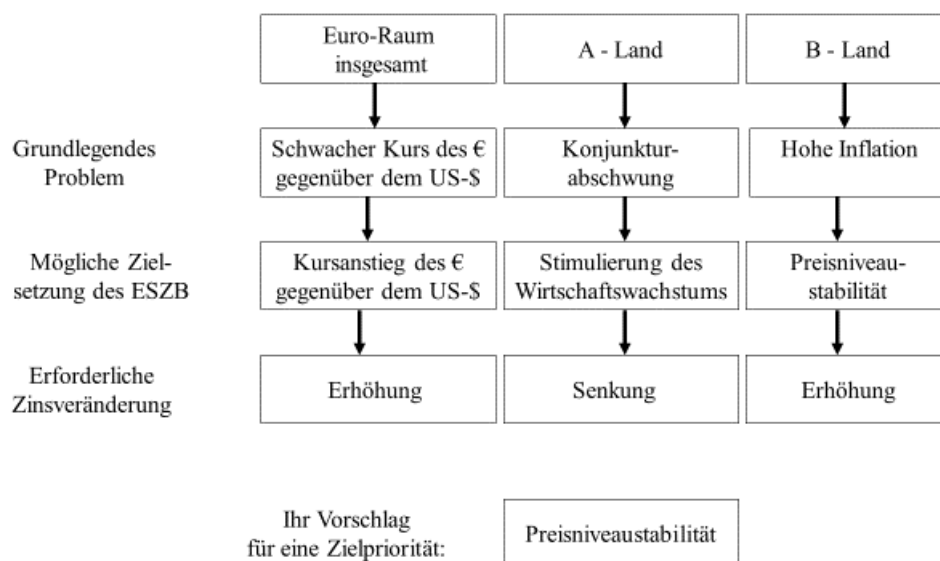 Euro-Raum
insgesamt
A - Land
B - Land
Grundlegendes
Problem
Schwacher Kurs des €
gegenüber dem US-$
Konjunktur-
abschwung
Hohe Inflation
Mögliche Ziel-
setzung des ESZB
Kursanstieg des €
gegenüber dem US-$
Stimulierung des
Wirtschaftswachstums
Preisniveau-
stabilität
Erforderliche
Zinsveränderung
Erhöhung
Senkung
Erhöhung
Ihr Vorschlag
für eine Zielpriorität:
Preisniveaustabilität